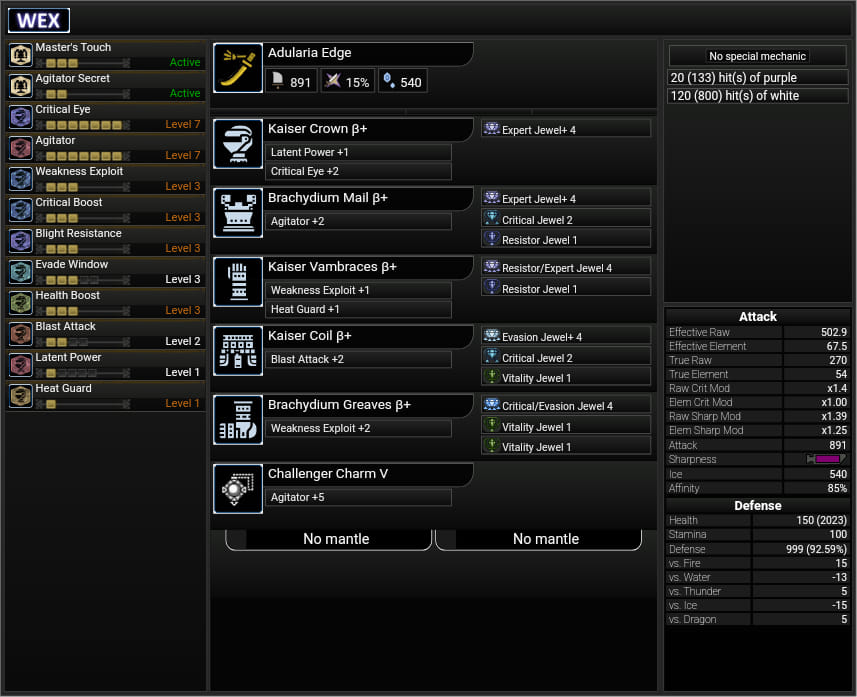 WEX
Master's Touch
Active
Agitator Secret
Active
Critical Eye
Level 7
Agitator
Level 7
Weakness Exploit
Level 3
Critical Boost
Level 3
Blight Resistance
Level 3
Evade Window
Level 3
Health Boost
Level 3
Blast Attack
Level 2
Latent Power
Level 1
Heat Guard
Level 1
Adularia Edge
891 15% 540
Kaiser Crown β+
Latent Power +1
Critical Eye +2
Expert Jewel+ 4
Brachydium Mail β+
Agitator +2
Expert Jewel+ 4
Critical Jewel 2
Resistor Jewel 1
Kaiser Vambraces β+
Weakness Exploit +1
Heat Guard +1
Resistor/Expert Jewel 4
Resistor Jewel 1
Kaiser Coil β+
Blast Attack +2
Evasion Jewel+ 4
Critical Jewel 2
Vitality Jewel 1
Brachydium Greaves β+
Weakness Exploit +2
Critical/Evasion Jewel 4
Vitality Jewel 1
Vitality Jewel 1
Challenger Charm V
Agitator +5
No mantle
No mantle
No special mechanic
20 (133) hit(s) of purple
120 (800) hit(s) of white
Attack
Effective Raw 502.9
Effective Element 67.5
True Raw 270
True Element 54
Raw Crit Mod x1.4
Elem Crit Mod x1.00
Raw Sharp Mod x1.39
Elem Sharp Mod x1.25
Attack 891
Sharpness
Ice 540
Affinity 85%
Defense
Health 150 (2023)
Stamina 100
Defense 999 (92.59%)
vs. Fire 15
vs. Water -13
vs. Thunder 5
vs. Ice -15
vs. Dragon 5